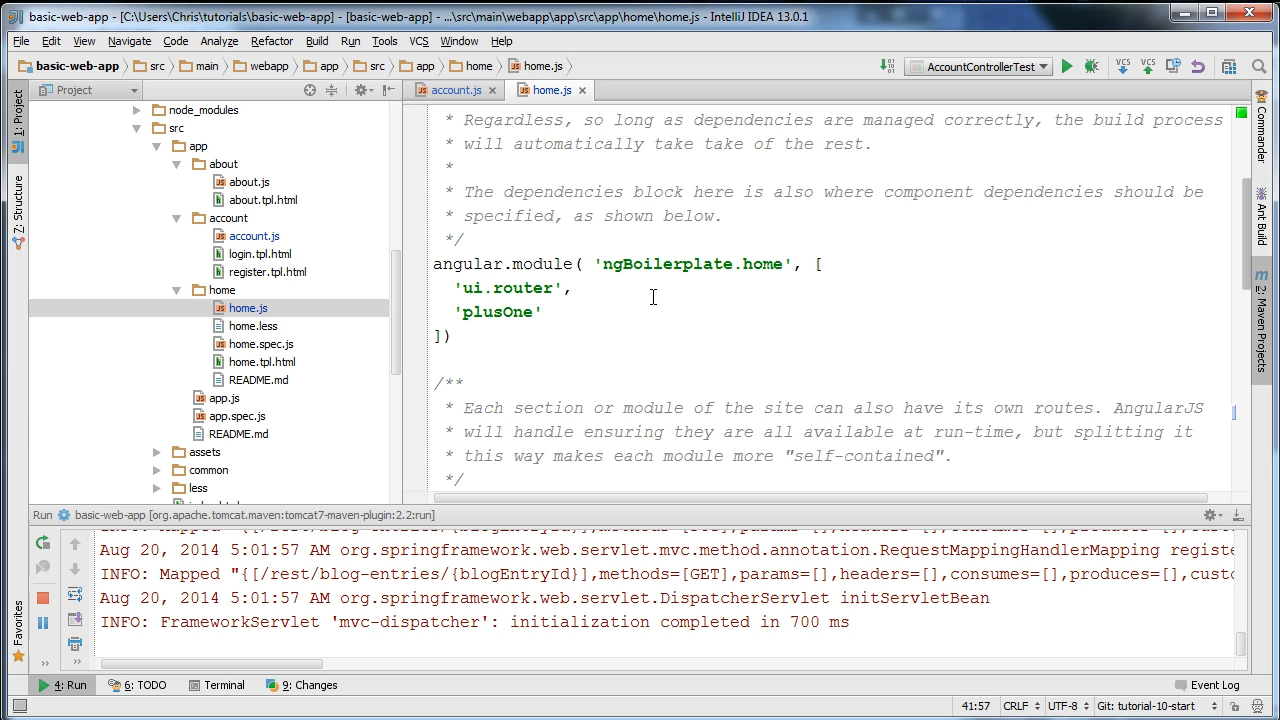 basic-web-app - [C:\Users\Chris\tutorials\basic-web-app] - [basic-web-app] - ...\src\main\webapp\app\src\app\home\home.js - IntelliJ IDEA 13.0.1
File Edit View Navigate Code Analyze Refactor Build Run Tools VCS Window Help
basic-web-app src main webapp app src app home home.js
AccountControllerTest VCS VCS
1: Project
Z: Structure
Favorites
Project
node_modules
src
app
about
about.js
about.tpl.html
account
account.js
login.tpl.html
register.tpl.html
home
home.js
home.less
home.spec.js
home.tpl.html
README.md
app.js
app.spec.js
README.md
assets
common
less
account.js home.js
* Regardless, so long as dependencies are managed correctly, the build process
* will automatically take take of the rest.
*
* The dependencies block here is also where component dependencies should be
* specified, as shown below.
*/
angular.module( 'ngBoilerplate.home', [
'ui.router',
'plusOne'
])
/**
* Each section or module of the site can also have its own routes. AngularJS
* will handle ensuring they are all available at run-time, but splitting it
* this way makes each module more "self-contained".
*/
Commander
Ant Build
2: Maven Projects
Run basic-web-app [org.apache.tomcat.maven:tomcat7-maven-plugin:2.2:run]
Aug 20, 2014 5:01:57 AM org.springframework.web.servlet.mvc.method.annotation.RequestMappingHandlerMapping registe
INFO: Mapped "{[/rest/blog-entries/{blogEntryId}],methods=[GET],params=[],headers=[],consumes=[],produces=[],custo
Aug 20, 2014 5:01:57 AM org.springframework.web.servlet.DispatcherServlet initServletBean
INFO: FrameworkServlet 'mvc-dispatcher': initialization completed in 700 ms
4: Run 6: TODO Terminal 9: Changes Event Log
41:57 CRLF UTF-8 Git: tutorial-10-start